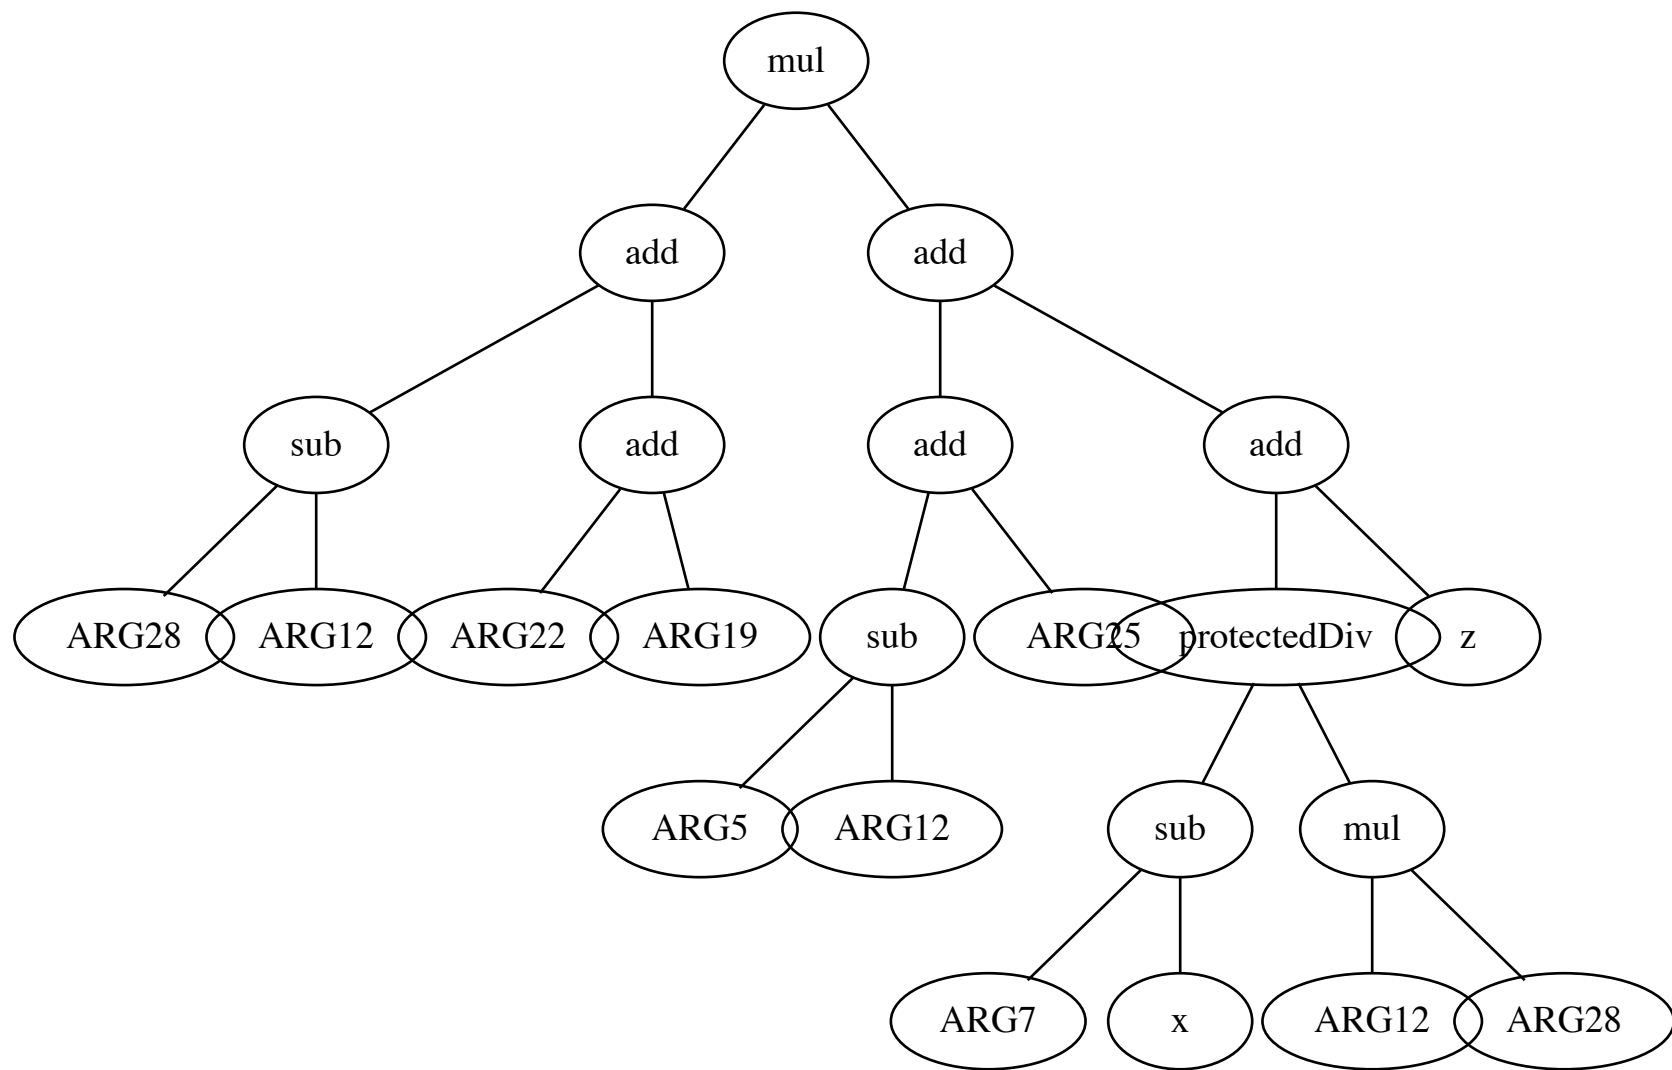 mul
add add
sub add add add
ARG28 ARG12 ARG22 ARG19 sub ARG25 protectedDiv z
ARG5 ARG12 sub mul
ARG7 x ARG12 ARG28